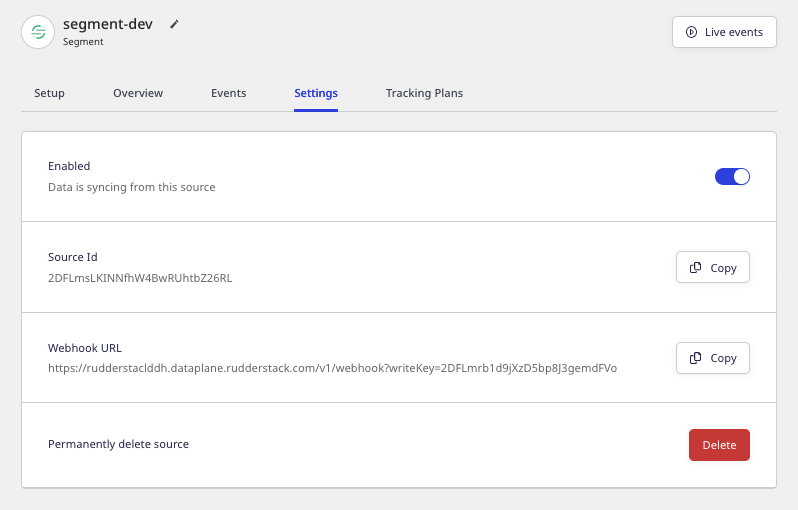 segment-dev
Segment
Live events
Setup
Overview
Events
Settings
Tracking Plans
Enabled
Data is syncing from this source
Source Id
2DFLmsLKINNfhW4BwRUhtbZ26RL
Copy
Webhook URL
https://rudderstaclddh.dataplane.rudderstack.com/v1/webhook?writeKey=2DFLmrb1d9jXzD5bp8J3gemdFVo
Copy
Permanently delete source
Delete